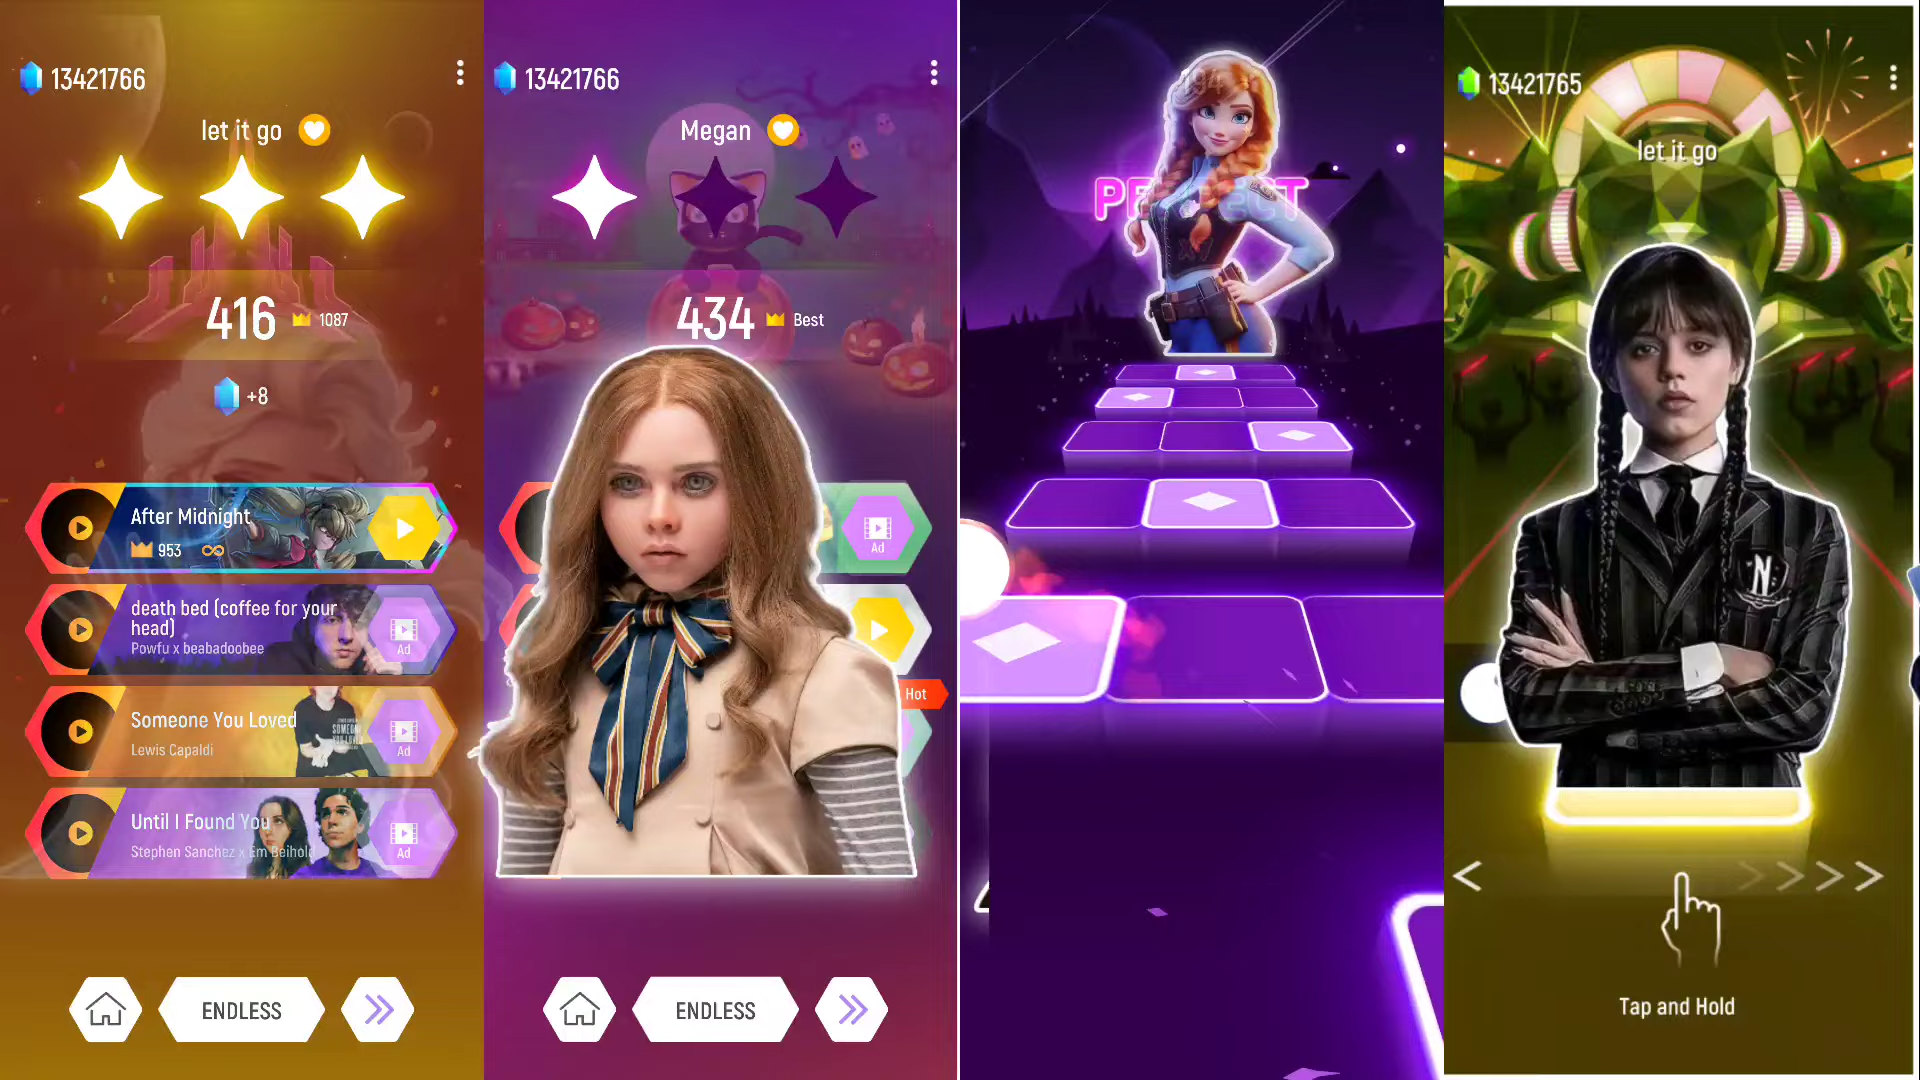 13421766
let it go
416
1087
+8
After Midnight
953
death bed (coffee for your
head)
Powfu x beabadoobee
Ad
Someone You Loved
Lewis Capaldi
Ad
Until I Found You
Stephen Sanchez x Em Beihold
Ad
ENDLESS
13421766
Megan
434
Best
Ad
Hot
ENDLESS
PERFECT
13421765
let it go
N
Tap and Hold